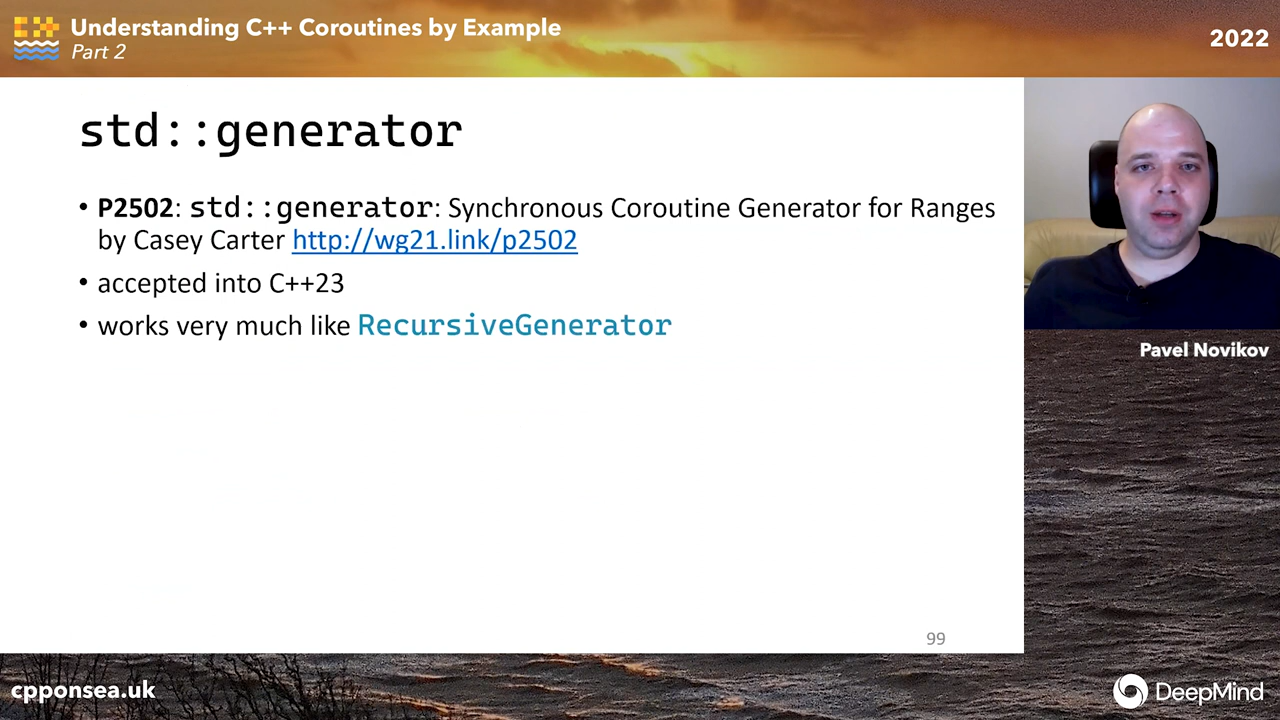 Understanding C++ Coroutines by Example
Part 2
2022
std::generator
• P2502: std::generator: Synchronous Coroutine Generator for Ranges
by Casey Carter http://wg21.link/p2502
• accepted into C++23
• works very much like RecursiveGenerator
99
Pavel Novikov
cpponsea.uk
DeepMind